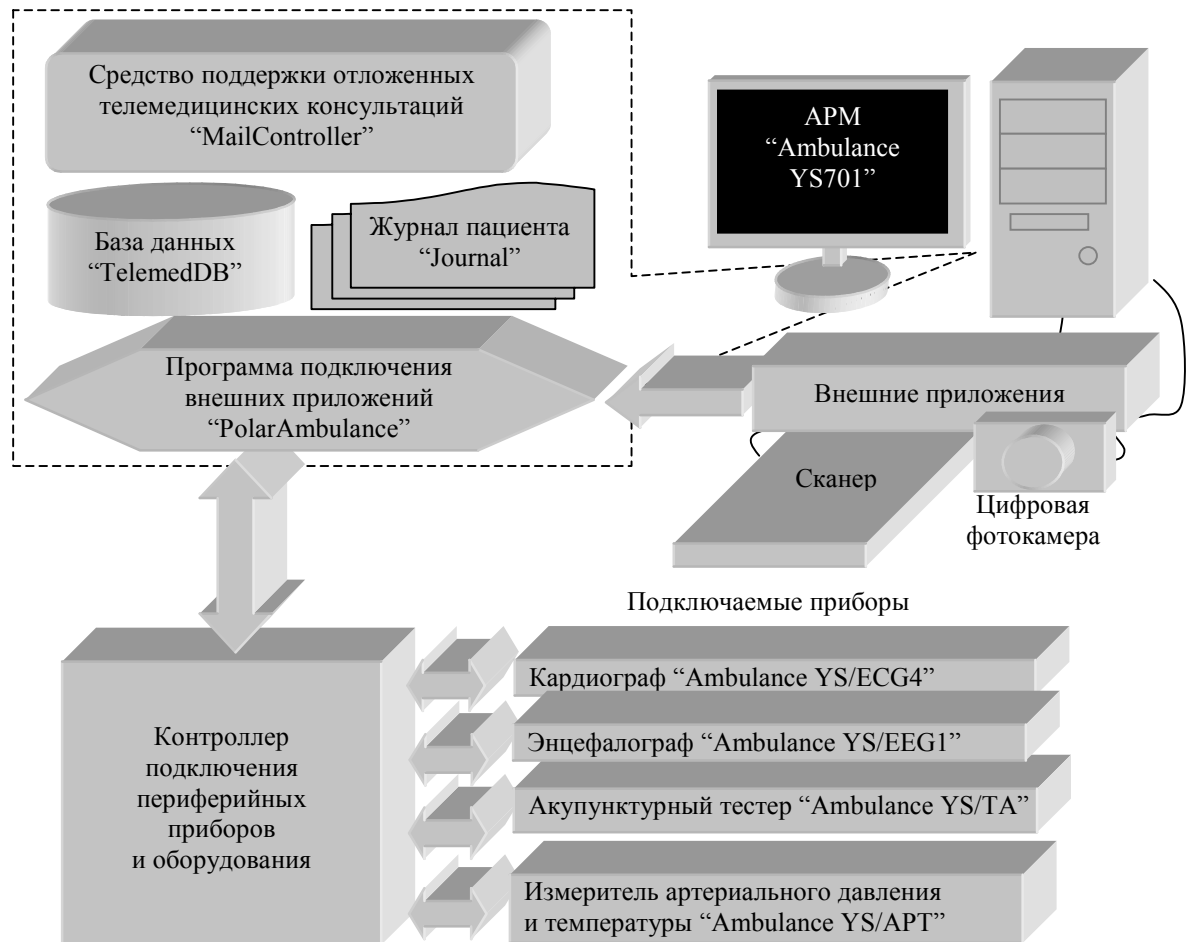 Средство поддержки отложенных
телемедицинских консультаций
“MailController”
АРМ
“Ambulance
YS701”
База данных
“TelemedDB”
Журнал пациента
“Journal”
Программа подключения
внешних приложений
“PolarAmbulance”
Внешние приложения
Сканер
Цифровая
фотокамера
Подключаемые приборы
Контроллер
подключения
периферийных
приборов
и оборудования
Кардиограф “Ambulance YS/ECG4”
Энцефалограф “Ambulance YS/EEG1”
Акупунктурный тестер “Ambulance YS/TA”
Измеритель артериального давления
и температуры “Ambulance YS/APT”